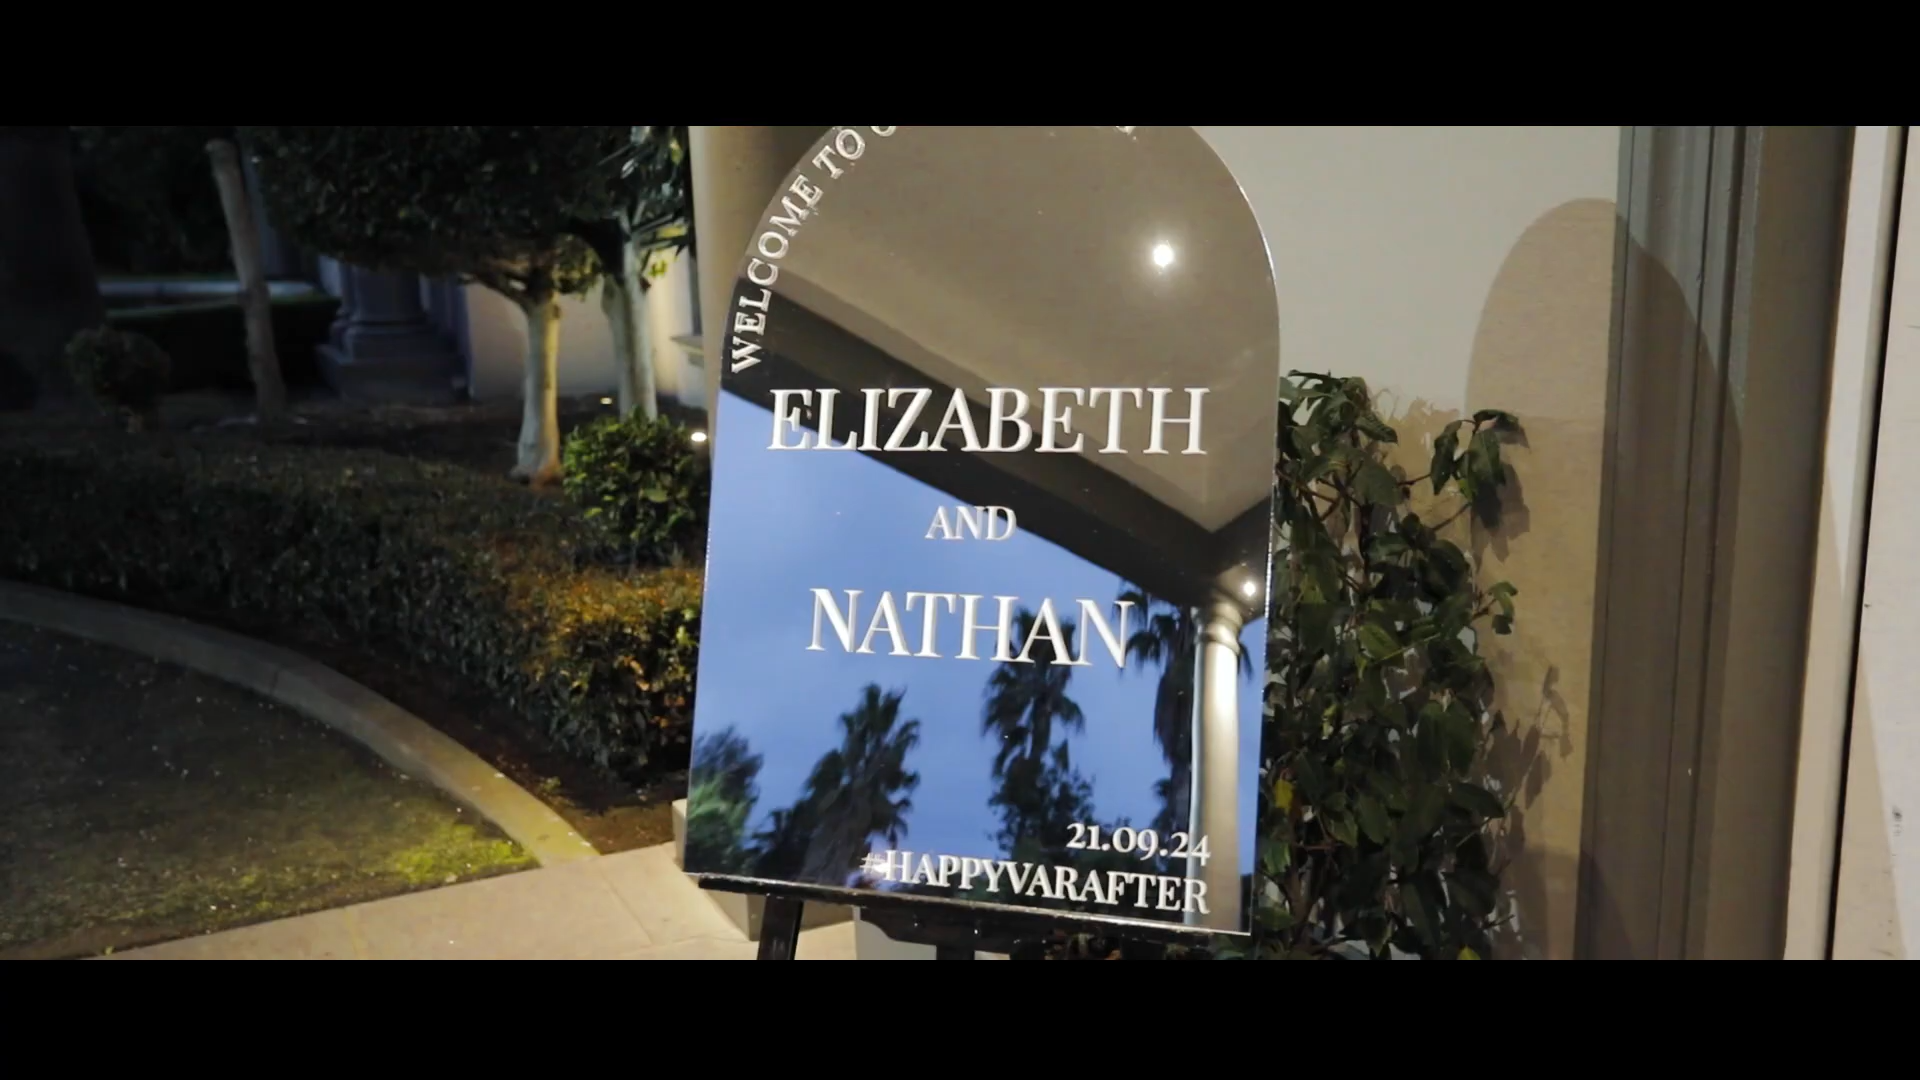 WELCOME TO
ELIZABETH
AND
NATHAN
21.09.24
#HAPPYVARAFTER